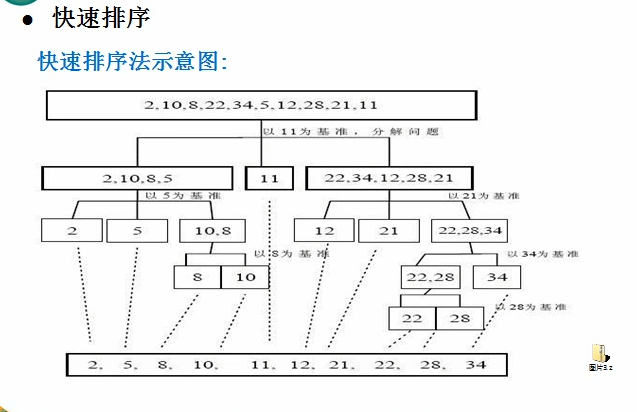 快速排序
快速排序法示意图:
2,10,8,22,34,5,12,28,21,11
以11为基准，分解问题
2,10,8,5
11
22,34,12,28,21
以5为基准
以21为基准
2
5
10,8
12
21
22,28,34
以8为基准
以34为基准
8
10
22,28
34
以28为基准
22
28
2, 5, 8, 10, 11, 12, 21, 22, 28, 34
图片3.z